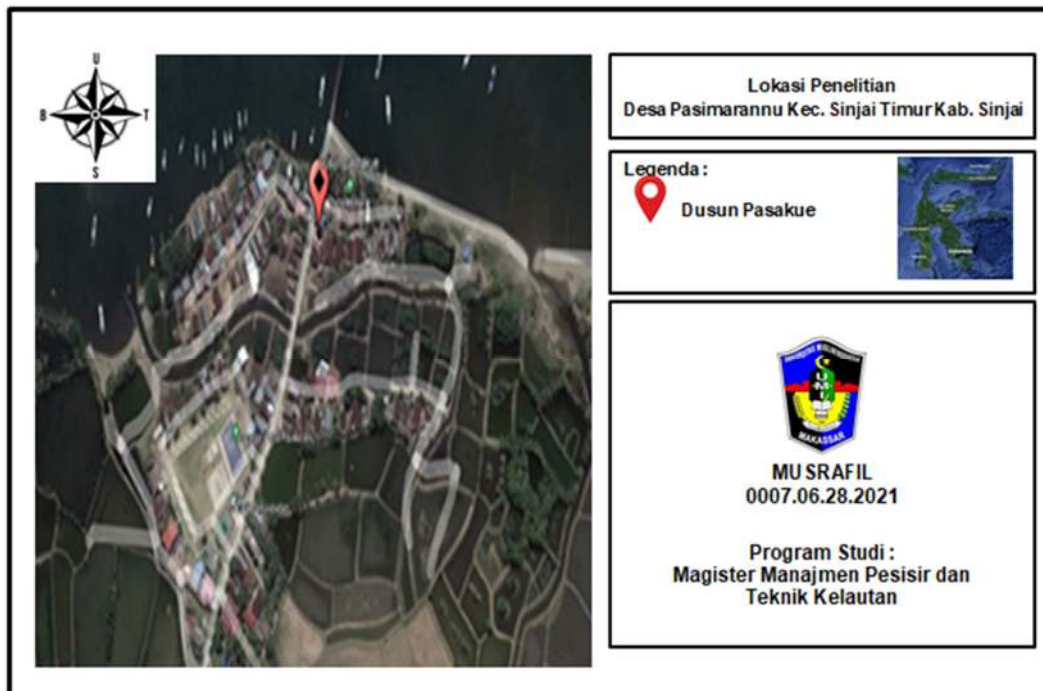 U
B T
S
Lokasi Penelitian
Desa Pasimarannu Kec. Sinjai Timur Kab. Sinjai
Legenda :
Dusun Pasakue
UMI
MAKASSAR
MUSRAFIL
0007.06.28.2021
Program Studi :
Magister Manajmen Pesisir dan
Teknik Kelautan